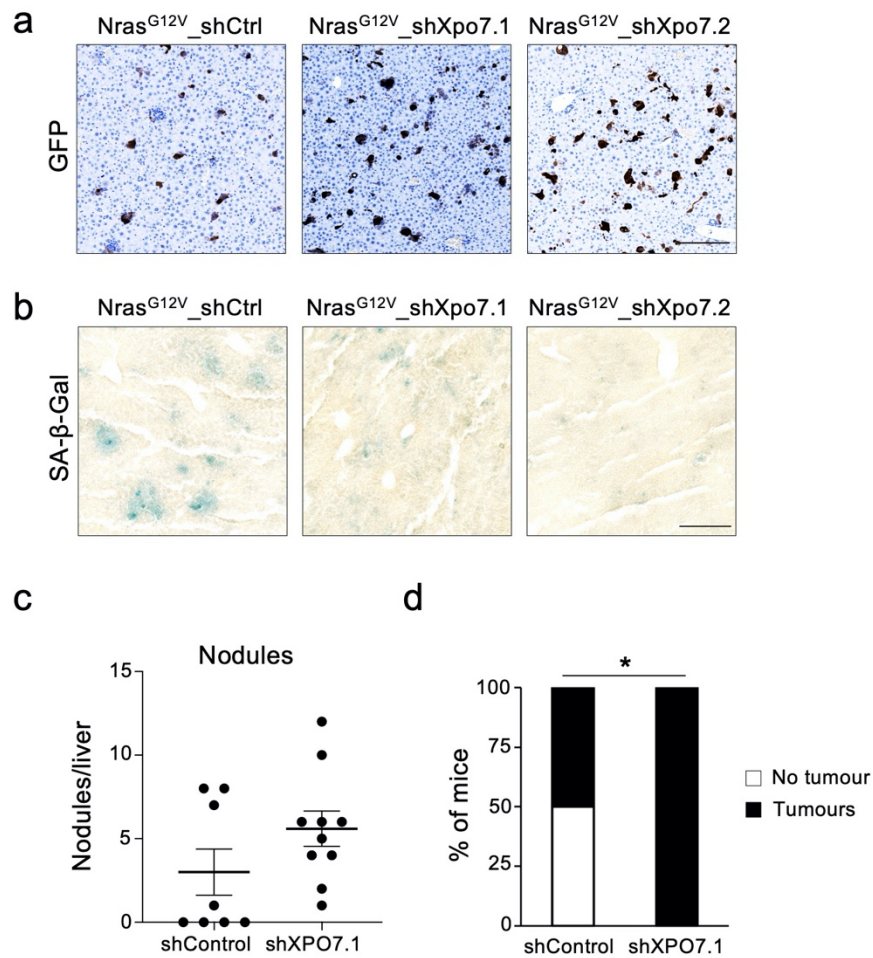 a
Nras^G12V_shCtrl Nras^G12V_shXpo7.1 Nras^G12V_shXpo7.2
GFP
b
Nras^G12V_shCtrl Nras^G12V_shXpo7.1 Nras^G12V_shXpo7.2
SA-β-Gal
c
Nodules
Nodules/liver
15
10
5
0
shControl shXPO7.1
d
*
% of mice
100
75
50
25
0
shControl shXPO7.1
No tumour
Tumours